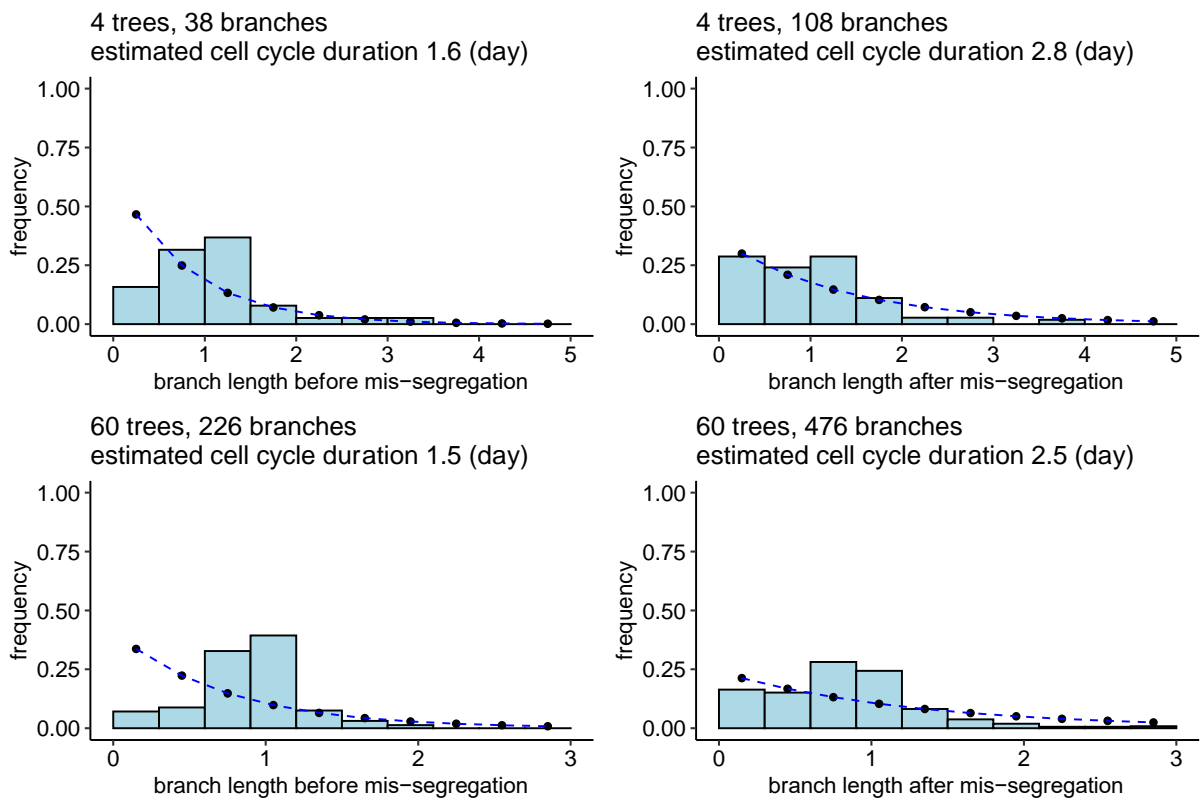 4 trees, 38 branches
estimated cell cycle duration 1.6 (day)
1.00
0.75
0.50
0.25
0.00
frequency
0 1 2 3 4 5
branch length before mis−segregation
4 trees, 108 branches
estimated cell cycle duration 2.8 (day)
1.00
0.75
0.50
0.25
0.00
frequency
0 1 2 3 4 5
branch length after mis−segregation
60 trees, 226 branches
estimated cell cycle duration 1.5 (day)
1.00
0.75
0.50
0.25
0.00
frequency
0 1 2 3
branch length before mis−segregation
60 trees, 476 branches
estimated cell cycle duration 2.5 (day)
1.00
0.75
0.50
0.25
0.00
frequency
0 1 2 3
branch length after mis−segregation